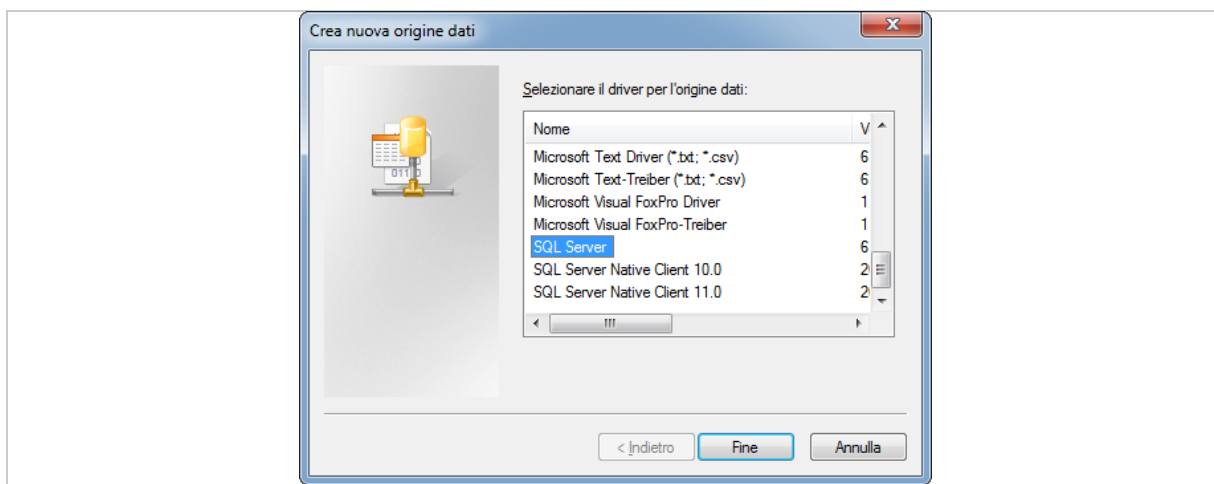 Crea nuova origine dati
Selezionare il driver per l'origine dati:
Nome V
Microsoft Text Driver (*.txt; *.csv) 6
Microsoft Text-Treiber (*.txt; *.csv) 6
Microsoft Visual FoxPro Driver 1
Microsoft Visual FoxPro-Treiber 1
SQL Server 6
SQL Server Native Client 10.0 2
SQL Server Native Client 11.0 2
< Indietro Fine Annulla